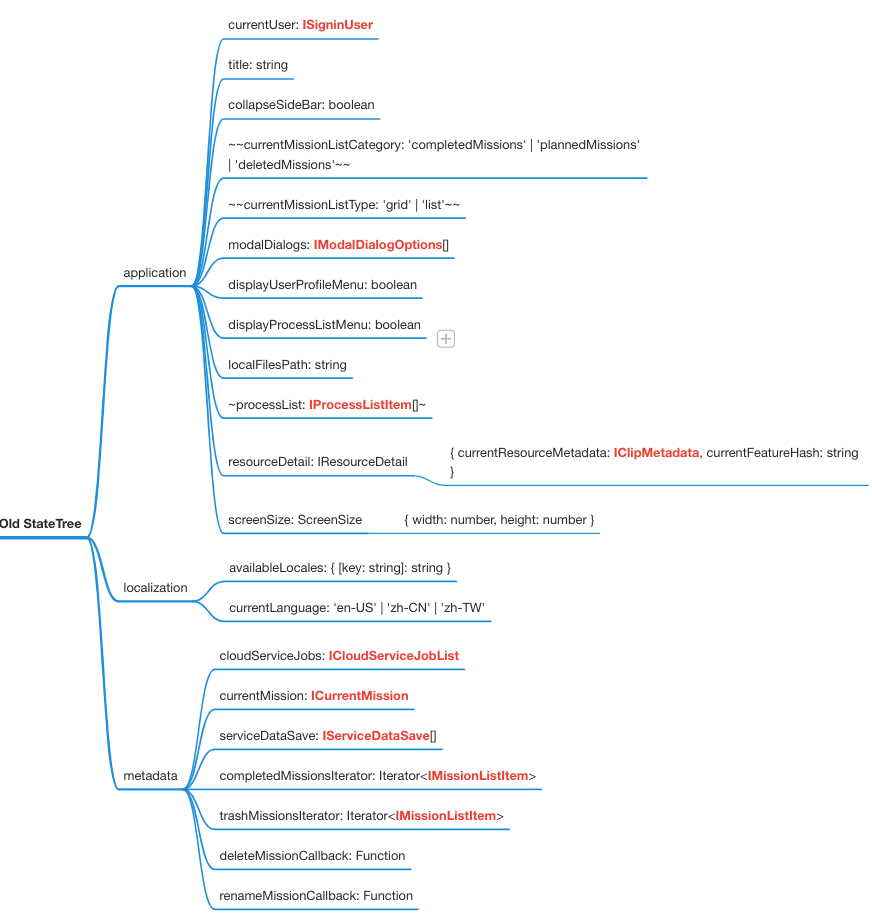 currentUser: ISigninUser
title: string
collapseSideBar: boolean
~~currentMissionListCategory: 'completedMissions' | 'plannedMissions'
| 'deletedMissions'~~
~~currentMissionListType: 'grid' | 'list'~~
modalDialogs: IModalDialogOptions[]
application
displayUserProfileMenu: boolean
displayProcessListMenu: boolean
localFilesPath: string
~processList: IProcessListItem[]~
resourceDetail: IResourceDetail
{ currentResourceMetadata: IClipMetadata, currentFeatureHash: string
}
screenSize: ScreenSize
{ width: number, height: number }
Old StateTree
localization
availableLocales: { [key: string]: string }
currentLanguage: 'en-US' | 'zh-CN' | 'zh-TW'
cloudServiceJobs: ICloudServiceJobList
currentMission: ICurrentMission
serviceDataSave: IServiceDataSave[]
metadata
completedMissionsIterator: Iterator<IMissionListItem>
trashMissionsIterator: Iterator<IMissionListItem>
deleteMissionCallback: Function
renameMissionCallback: Function